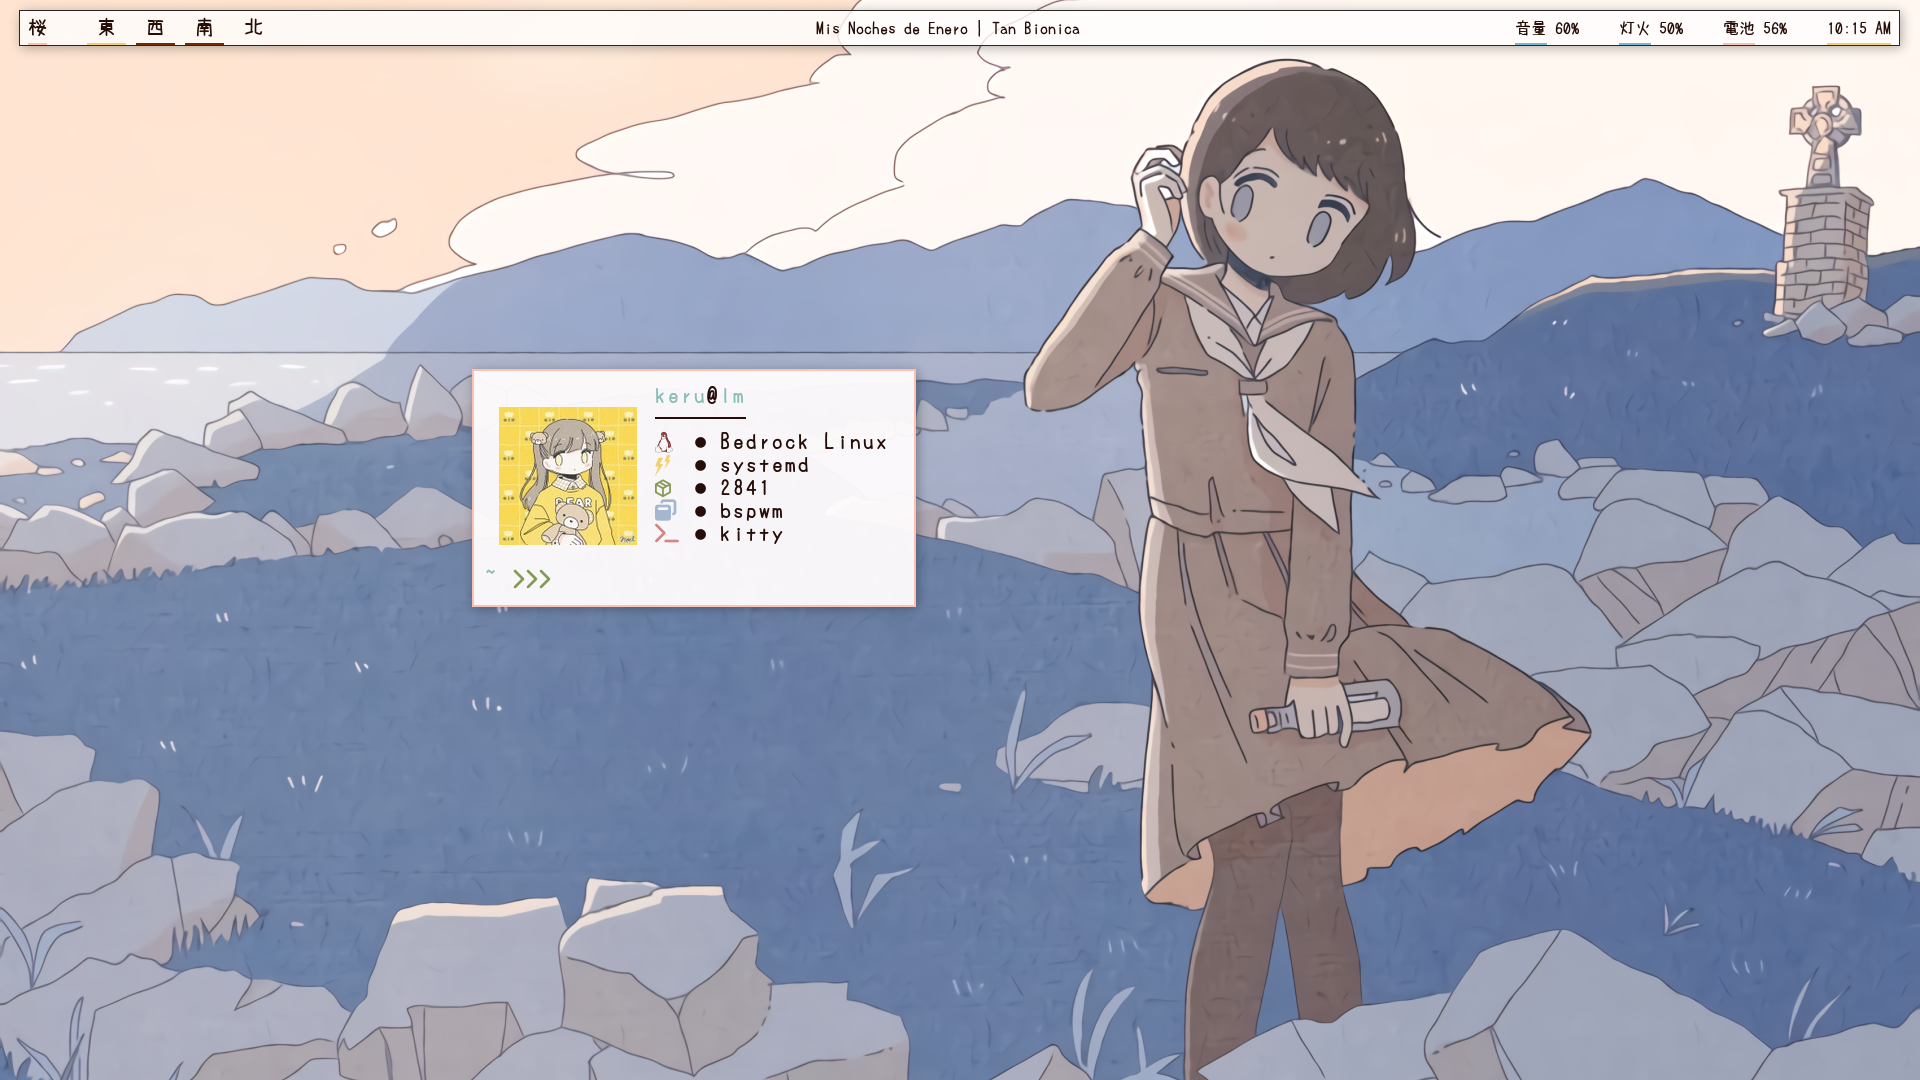 桜 東 西 南 北
Mis Noches de Enero | Tan Bionica
音量 60% 灯火 50% 電池 56% 10:15 AM
keru@lm
● Bedrock Linux
● systemd
● 2841
● bspwm
● kitty
BEAR
~ >>>